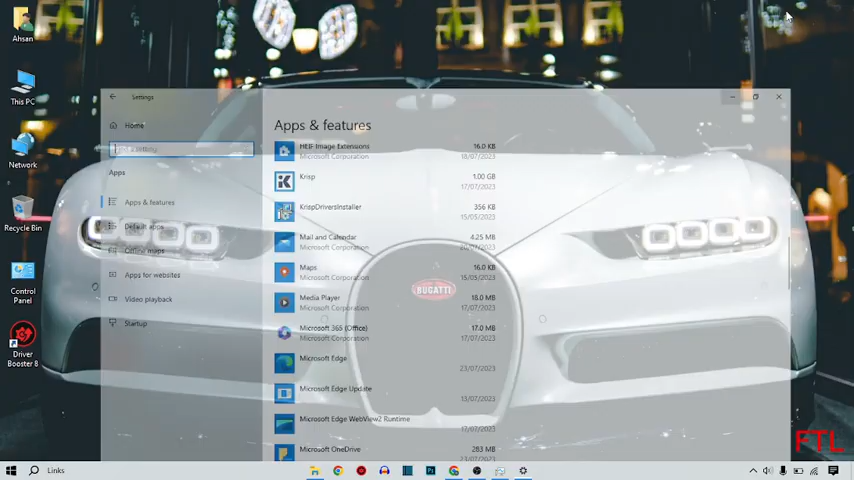 Ahsan
This PC
Network
Recycle Bin
Control
Panel
Driver
Booster 8
Settings
Home
Apps
Apps & features
Default apps
Offline maps
Apps for websites
Video playback
Startup
Apps & features
HEIF Image Extensions 16.0 KB
Microsoft Corporation 18/07/2023
Krisp 1.00 GB
17/07/2023
KrispDriversInstaller 356 KB
15/05/2023
Mail and Calendar 4.25 MB
Microsoft Corporation
Maps 16.0 KB
Microsoft Corporation 15/05/2023
Media Player 18.0 MB
Microsoft Corporation 17/07/2023
Microsoft 365 (Office) 17.0 MB
Microsoft Corporation 17/07/2023
Microsoft Edge
23/07/2023
Microsoft Edge Update
13/07/2023
Microsoft Edge WebView2 Runtime
17/07/2023
Microsoft OneDrive 283 MB
23/07/2023
BUGATTI
FTL
Links